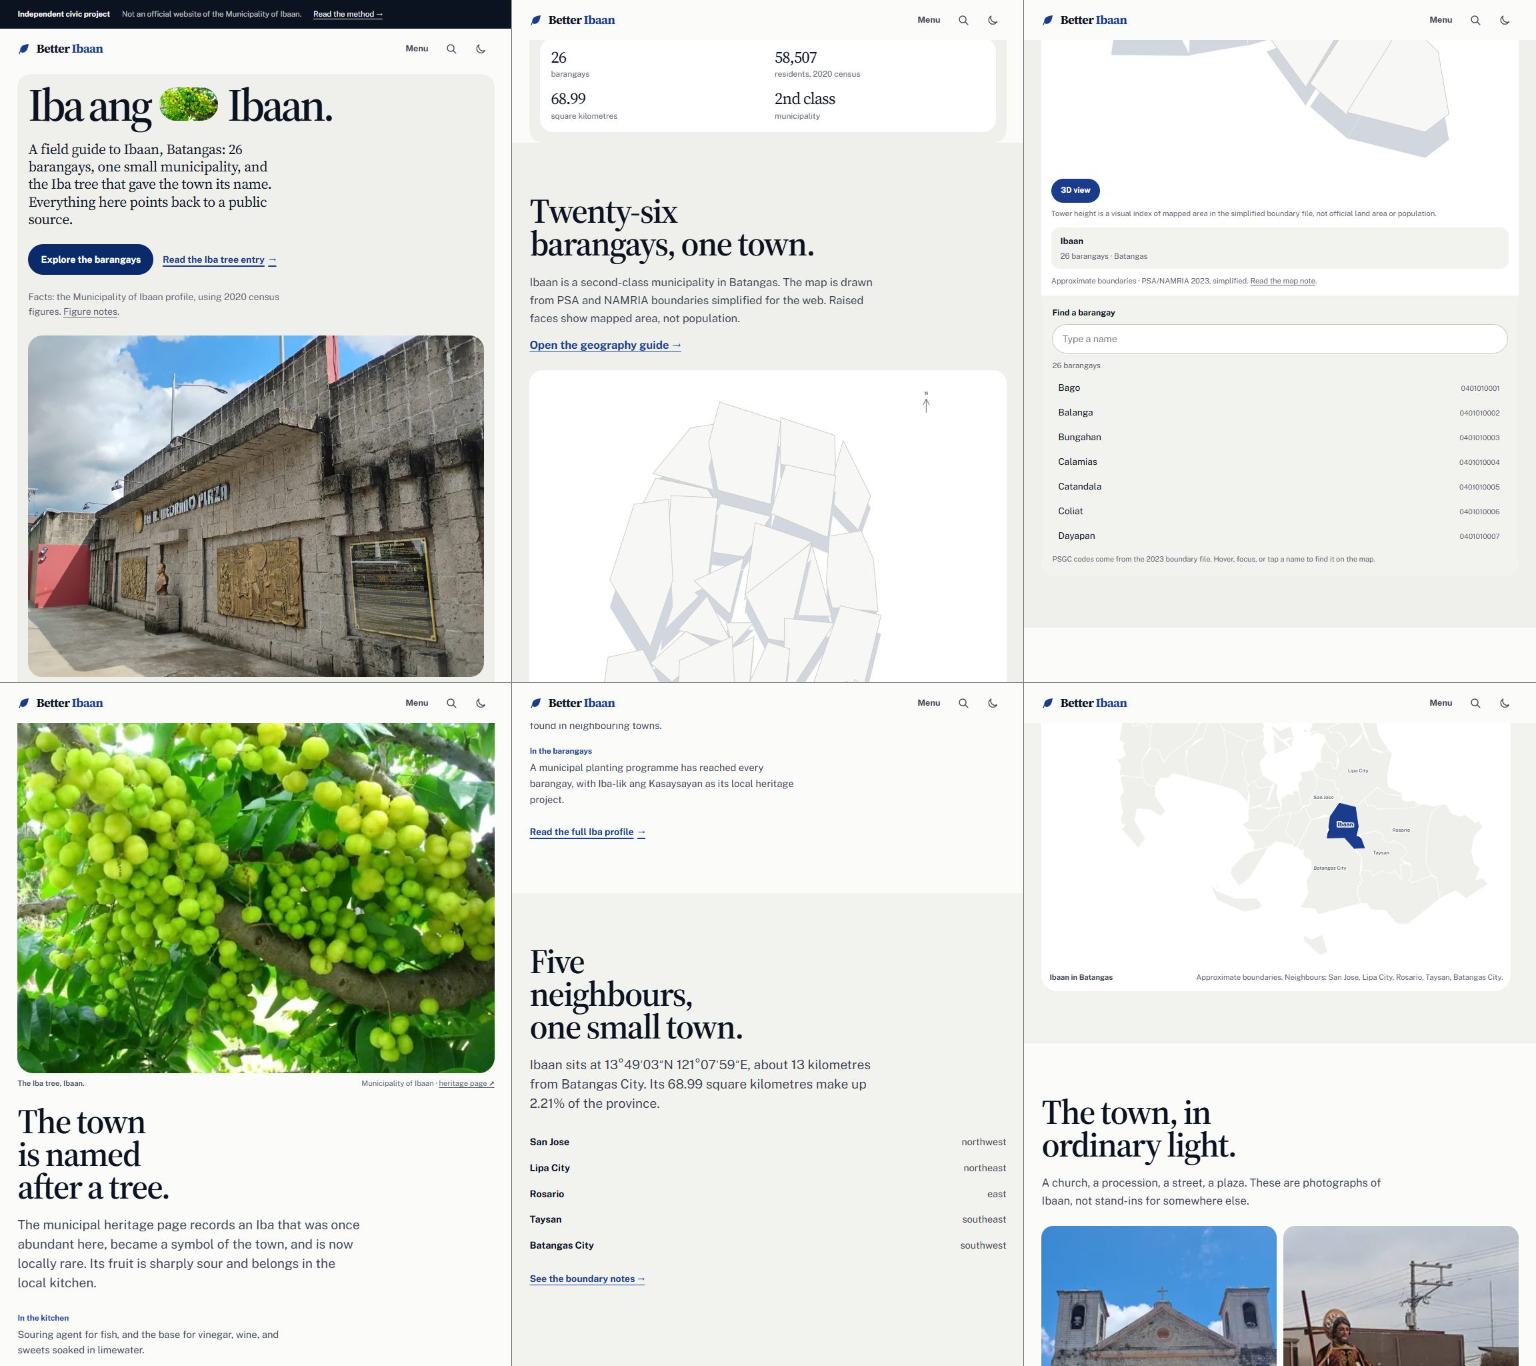 Independent civic project Not an official website of the Municipality of Ibaan. Read the method →
Better Ibaan Menu
Iba ang Ibaan.
A field guide to Ibaan, Batangas: 26
barangays, one small municipality, and
the Iba tree that gave the town its name.
Everything here points back to a public
source.
Explore the barangays Read the Iba tree entry →
Facts: the Municipality of Ibaan profile, using 2020 census
figures. Figure notes.
Better Ibaan Menu
26
barangays
58,507
residents, 2020 census
68.99
square kilometres
2nd class
municipality
Twenty-six
barangays, one town.
Ibaan is a second-class municipality in Batangas. The map is drawn
from PSA and NAMRIA boundaries simplified for the web. Raised
faces show mapped area, not population.
Open the geography guide →
N
Better Ibaan Menu
3D view
Tower height is a visual index of mapped area in the simplified boundary file, not official land area or population.
Ibaan
26 barangays · Batangas
Approximate boundaries · PSA/NAMRIA 2023, simplified. Read the map note.
Find a barangay
Type a name
26 barangays
Bago 0401010001
Balanga 0401010002
Bungahan 0401010003
Calamias 0401010004
Catandala 0401010005
Coliat 0401010006
Dayapan 0401010007
PSGC codes come from the 2023 boundary file. Hover, focus, or tap a name to find it on the map.
Better Ibaan Menu
The Iba tree, Ibaan. Municipality of Ibaan · heritage page ↗
The town
is named
after a tree.
The municipal heritage page records an Iba that was once
abundant here, became a symbol of the town, and is now
locally rare. Its fruit is sharply sour and belongs in the
local kitchen.
In the kitchen
Souring agent for fish, and the base for vinegar, wine, and
sweets soaked in limewater.
Better Ibaan Menu
found in neighbouring towns.
In the barangays
A municipal planting programme has reached every
barangay, with Iba-lik ang Kasaysayan as its local heritage
project.
Read the full Iba profile →
Five
neighbours,
one small town.
Ibaan sits at 13°49′03″N 121°07′59″E, about 13 kilometres
from Batangas City. Its 68.99 square kilometres make up
2.21% of the province.
San Jose northwest
Lipa City northeast
Rosario east
Taysan southeast
Batangas City southwest
See the boundary notes →
Better Ibaan Menu
Lipa City
San Jose
Ibaan
Rosario
Taysan
Batangas City
Ibaan in Batangas Approximate boundaries. Neighbours: San Jose, Lipa City, Rosario, Taysan, Batangas City.
The town, in
ordinary light.
A church, a procession, a street, a plaza. These are photographs of
Ibaan, not stand-ins for somewhere else.